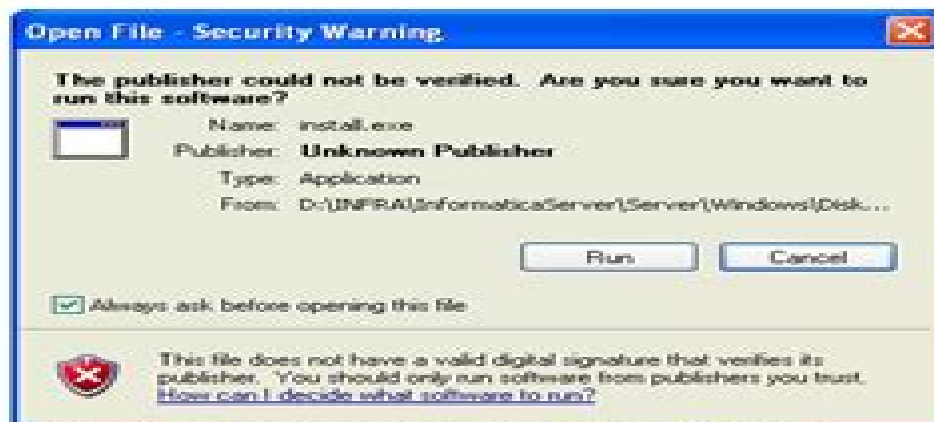 Open File - Security Warning
The publisher could not be verified. Are you sure you want to
run this software?
Name: install.exe
Publisher: Unknown Publisher
Type: Application
From: D:\INFRA\InformaticaServer\Server\Windows\Disk....
Run
Cancel
Always ask before opening this file
This file does not have a valid digital signature that verifies its
publisher. You should only run software from publishers you trust.
How can I decide what software to run?